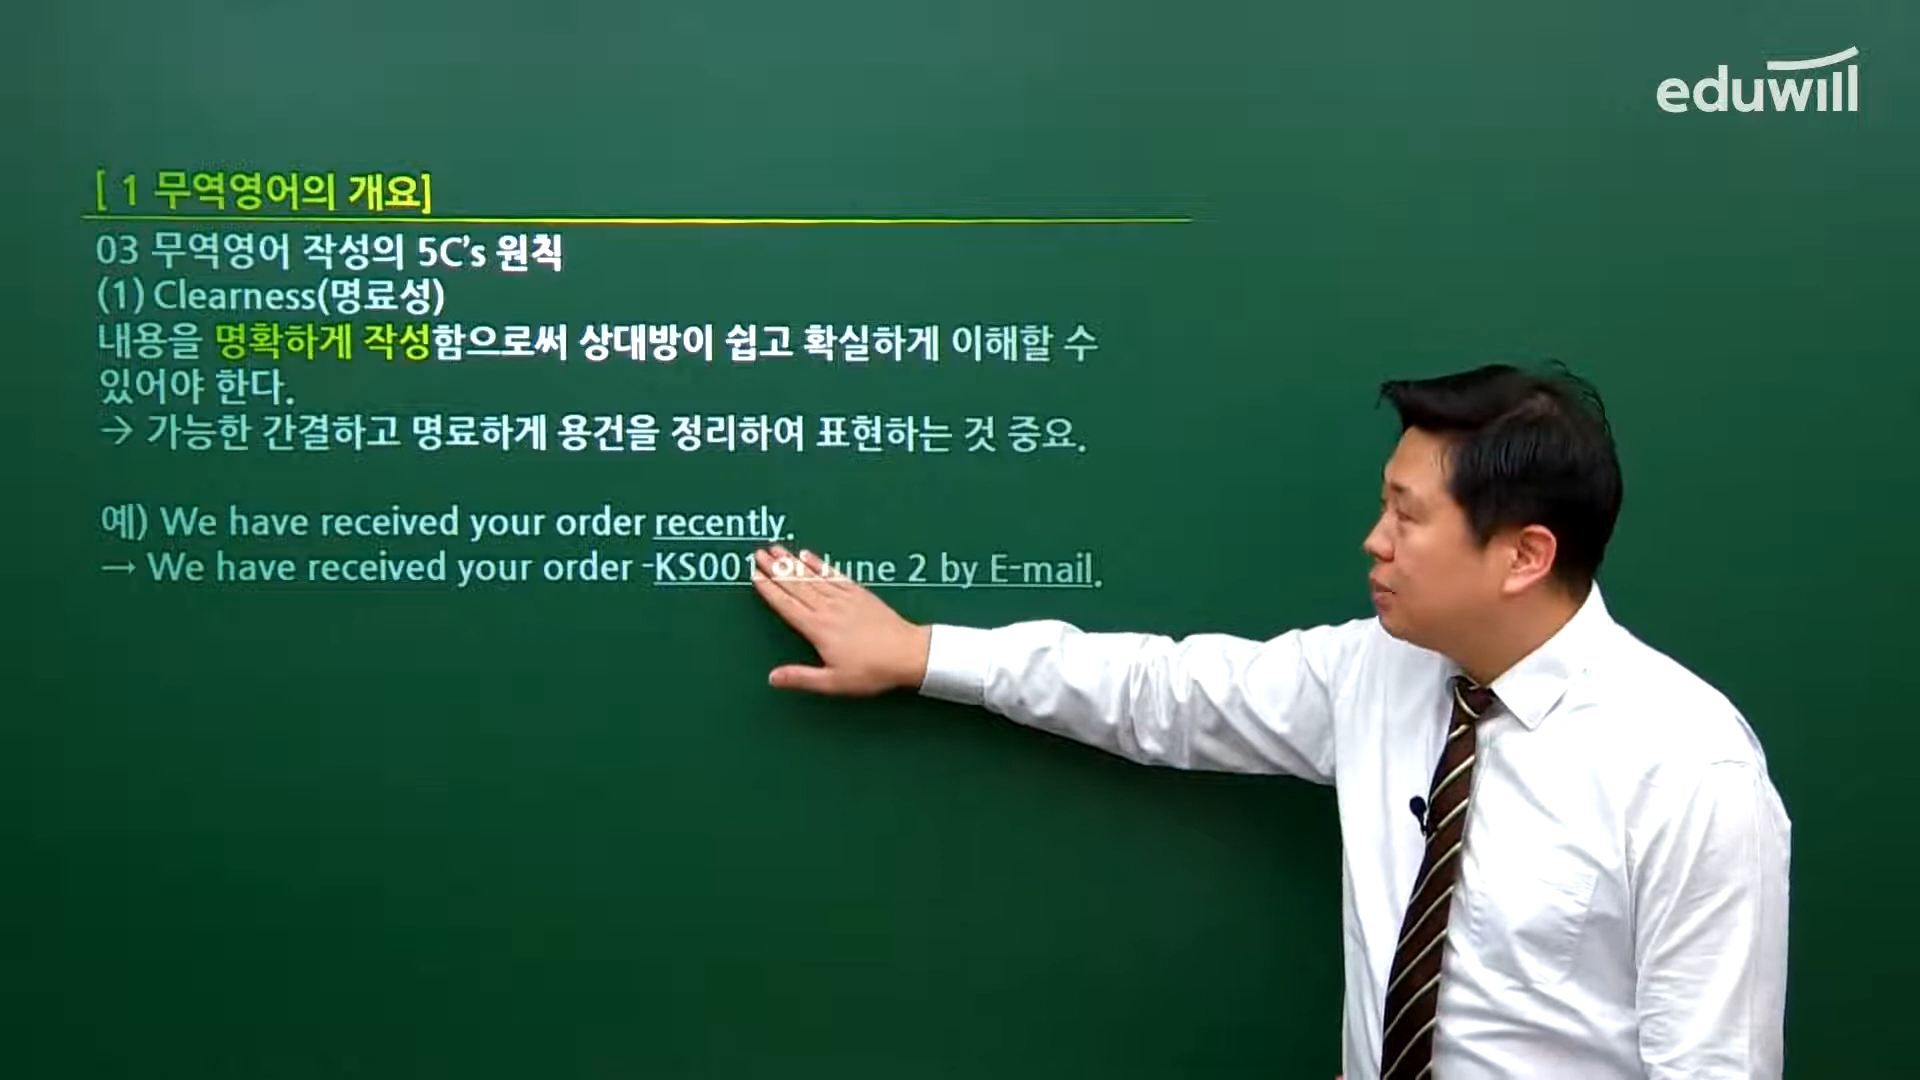 eduwill
[ 1 무역영어의 개요]
03 무역영어 작성의 5C's 원칙
(1) Clearness(명료성)
내용을 명확하게 작성함으로써 상대방이 쉽고 확실하게 이해할 수
있어야 한다.
→ 가능한 간결하고 명료하게 용건을 정리하여 표현하는 것 중요.
예) We have received your order recently.
→ We have received your order -KS001 of June 2 by E-mail.